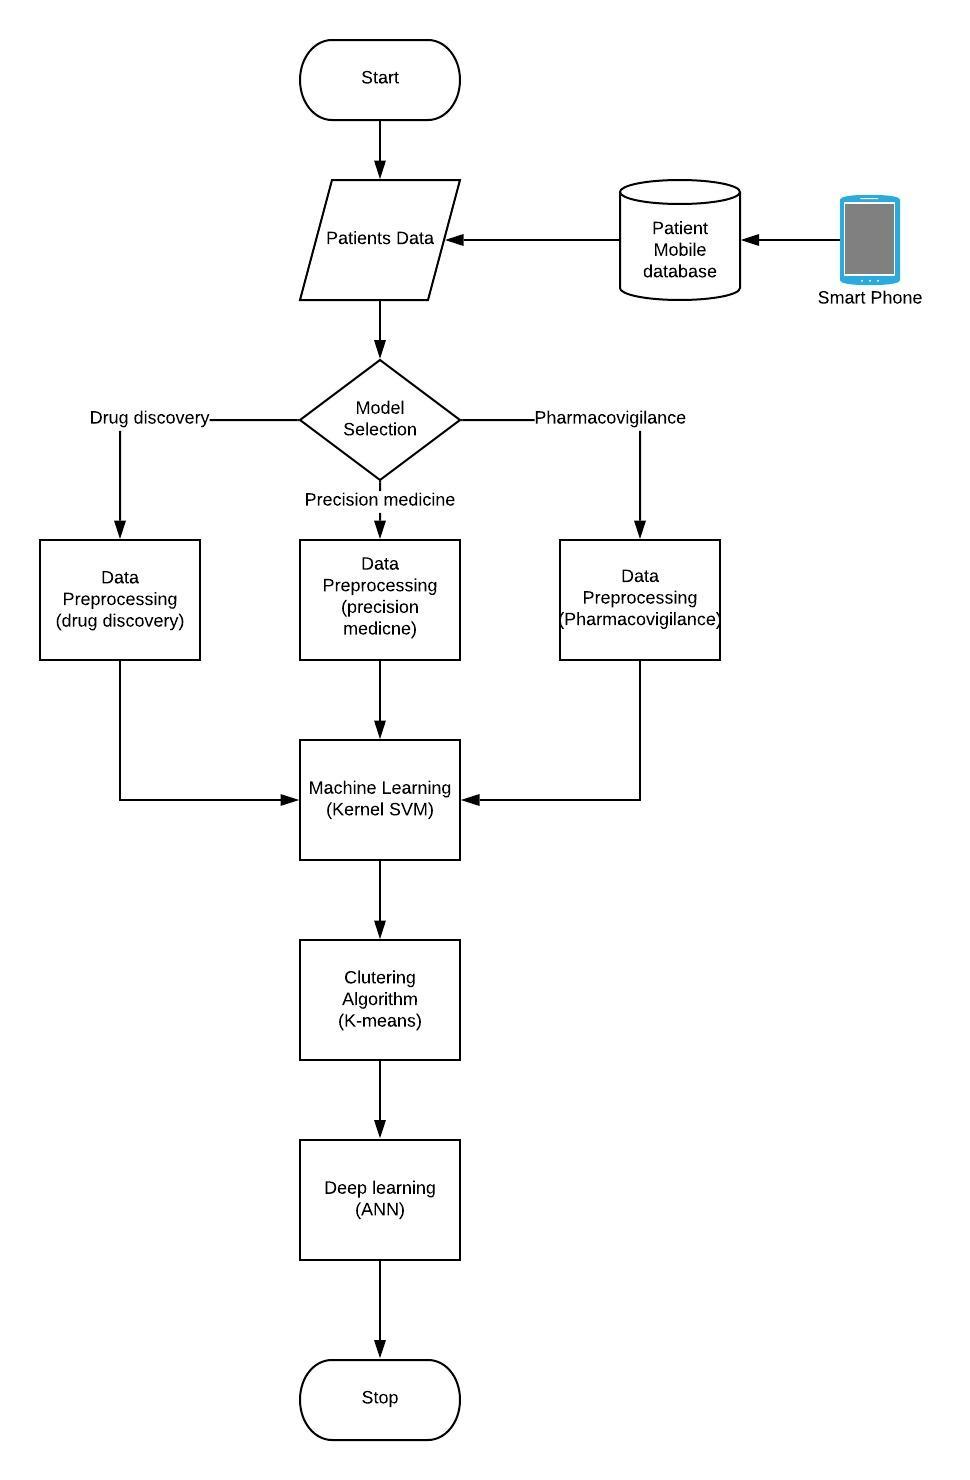 Start
Patients Data
Patient
Mobile
database
Smart Phone
Drug discovery
Model
Selection
Pharmacovigilance
Precision medicine
Data
Preprocessing
(drug discovery)
Data
Preprocessing
(precision
medicne)
Data
Preprocessing
(Pharmacovigilance)
Machine Learning
(Kernel SVM)
Clutering
Algorithm
(K-means)
Deep learning
(ANN)
Stop